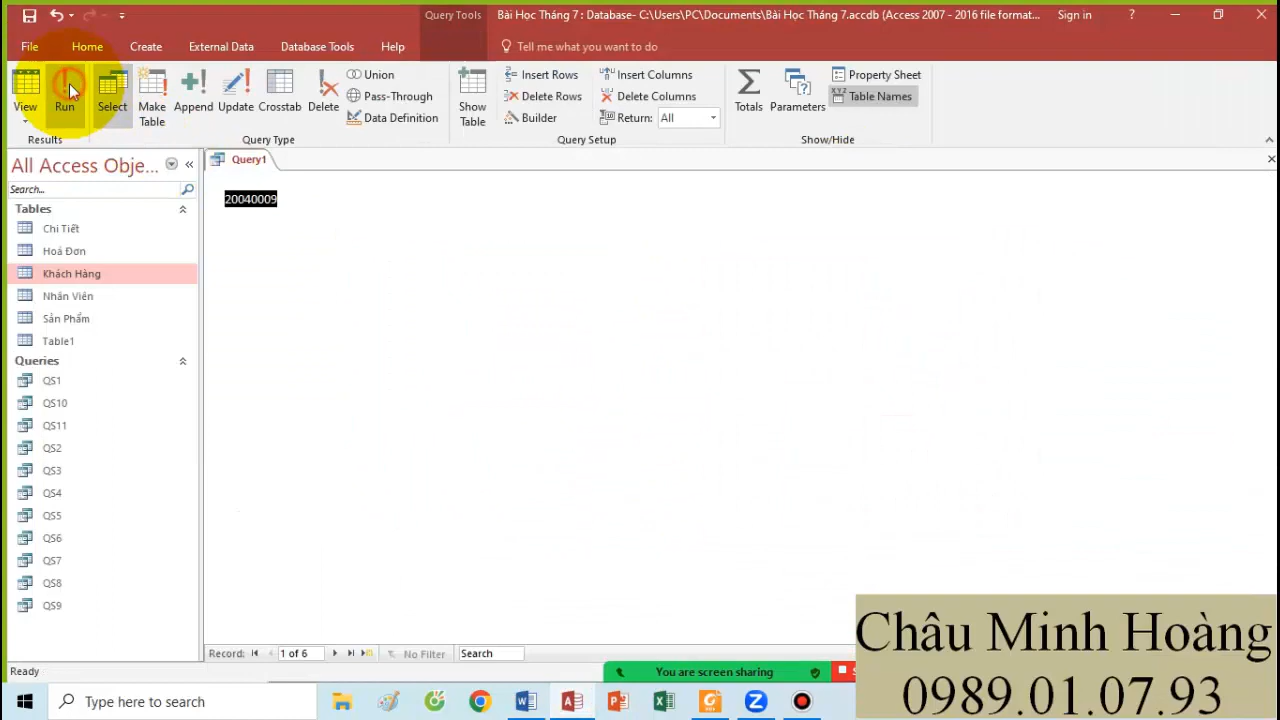 Query Tools
Bài Học Tháng 7 : Database- C:\Users\PC\Documents\Bài Học Tháng 7.accdb (Access 2007 - 2016 file format...
Sign in
?
File
Home
Create
External Data
Database Tools
Help
Tell me what you want to do
View
Run
Select
Make Table
Append
Update
Crosstab
Delete
Union
Pass-Through
Data Definition
Show Table
Insert Rows
Delete Rows
Builder
Insert Columns
Delete Columns
Return: All
Totals
Parameters
Property Sheet
Table Names
Results
Query Type
Query Setup
Show/Hide
All Access Obje...
Search...
Tables
Chi Tiết
Hoá Đơn
Khách Hàng
Nhân Viên
Sản Phẩm
Table1
Queries
QS1
QS10
QS11
QS2
QS3
QS4
QS5
QS6
QS7
QS8
QS9
Query1
20040009
Record:
1 of 6
No Filter
Search
Ready
You are screen sharing
Type here to search
Châu Minh Hoàng
0989.01.07.93